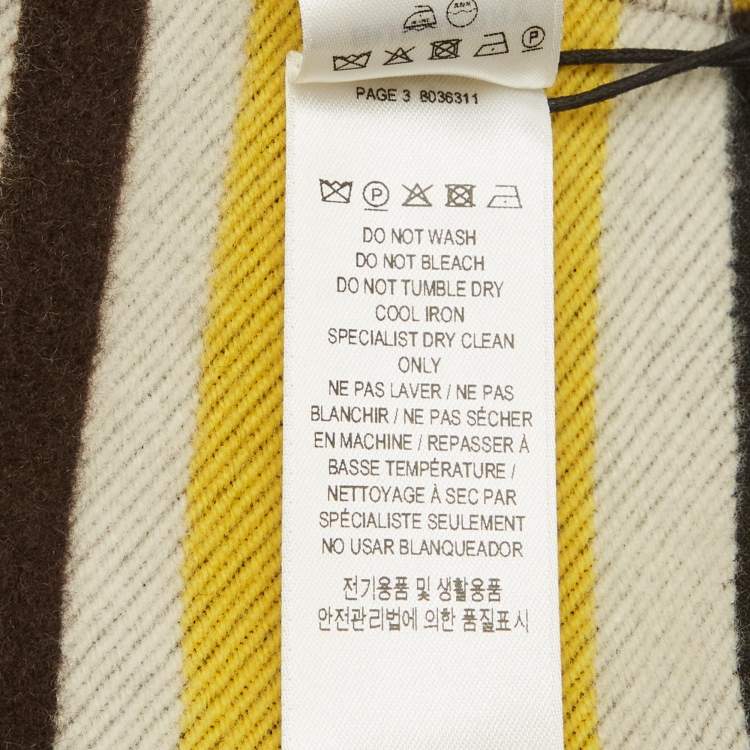 PAGE 3 8036311
P
DO NOT WASH
DO NOT BLEACH
DO NOT TUMBLE DRY
COOL IRON
SPECIALIST DRY CLEAN
ONLY
NE PAS LAVER / NE PAS
BLANCHIR / NE PAS SÉCHER
EN MACHINE / REPASSER À
BASSE TEMPÉRATURE /
NETTOYAGE À SEC PAR
SPÉCIALISTE SEULEMENT
NO USAR BLANQUEADOR
전기용품 및 생활용품
안전관리법에 의한 품질표시